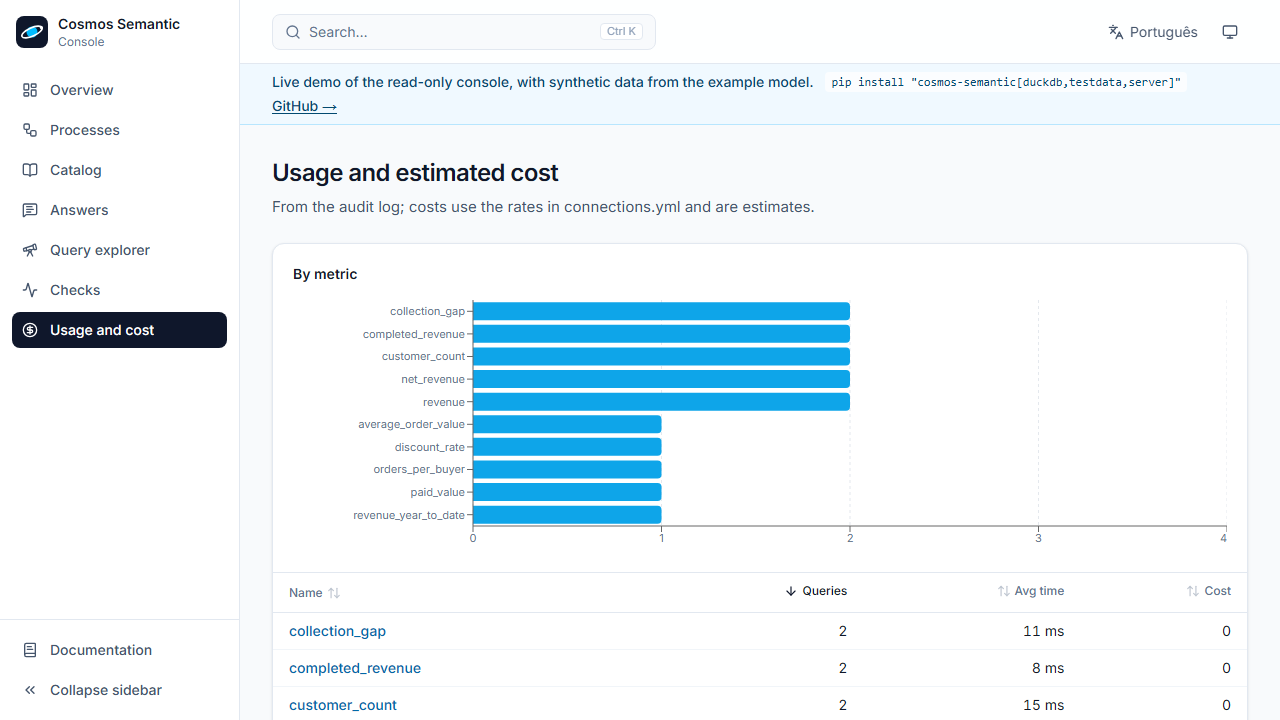 Cosmos Semantic
Console
Overview
Processes
Catalog
Answers
Query explorer
Checks
Usage and cost
Documentation
Collapse sidebar
Search...
Ctrl K
Português
Live demo of the read-only console, with synthetic data from the example model. pip install "cosmos-semantic[duckdb,testdata,server]"
GitHub →
Usage and estimated cost
From the audit log; costs use the rates in connections.yml and are estimates.
By metric
collection_gap
completed_revenue
customer_count
net_revenue
revenue
average_order_value
discount_rate
orders_per_buyer
paid_value
revenue_year_to_date
0 1 2 3 4
Name Queries Avg time Cost
collection_gap 2 11 ms 0
completed_revenue 2 8 ms 0
customer_count 2 15 ms 0